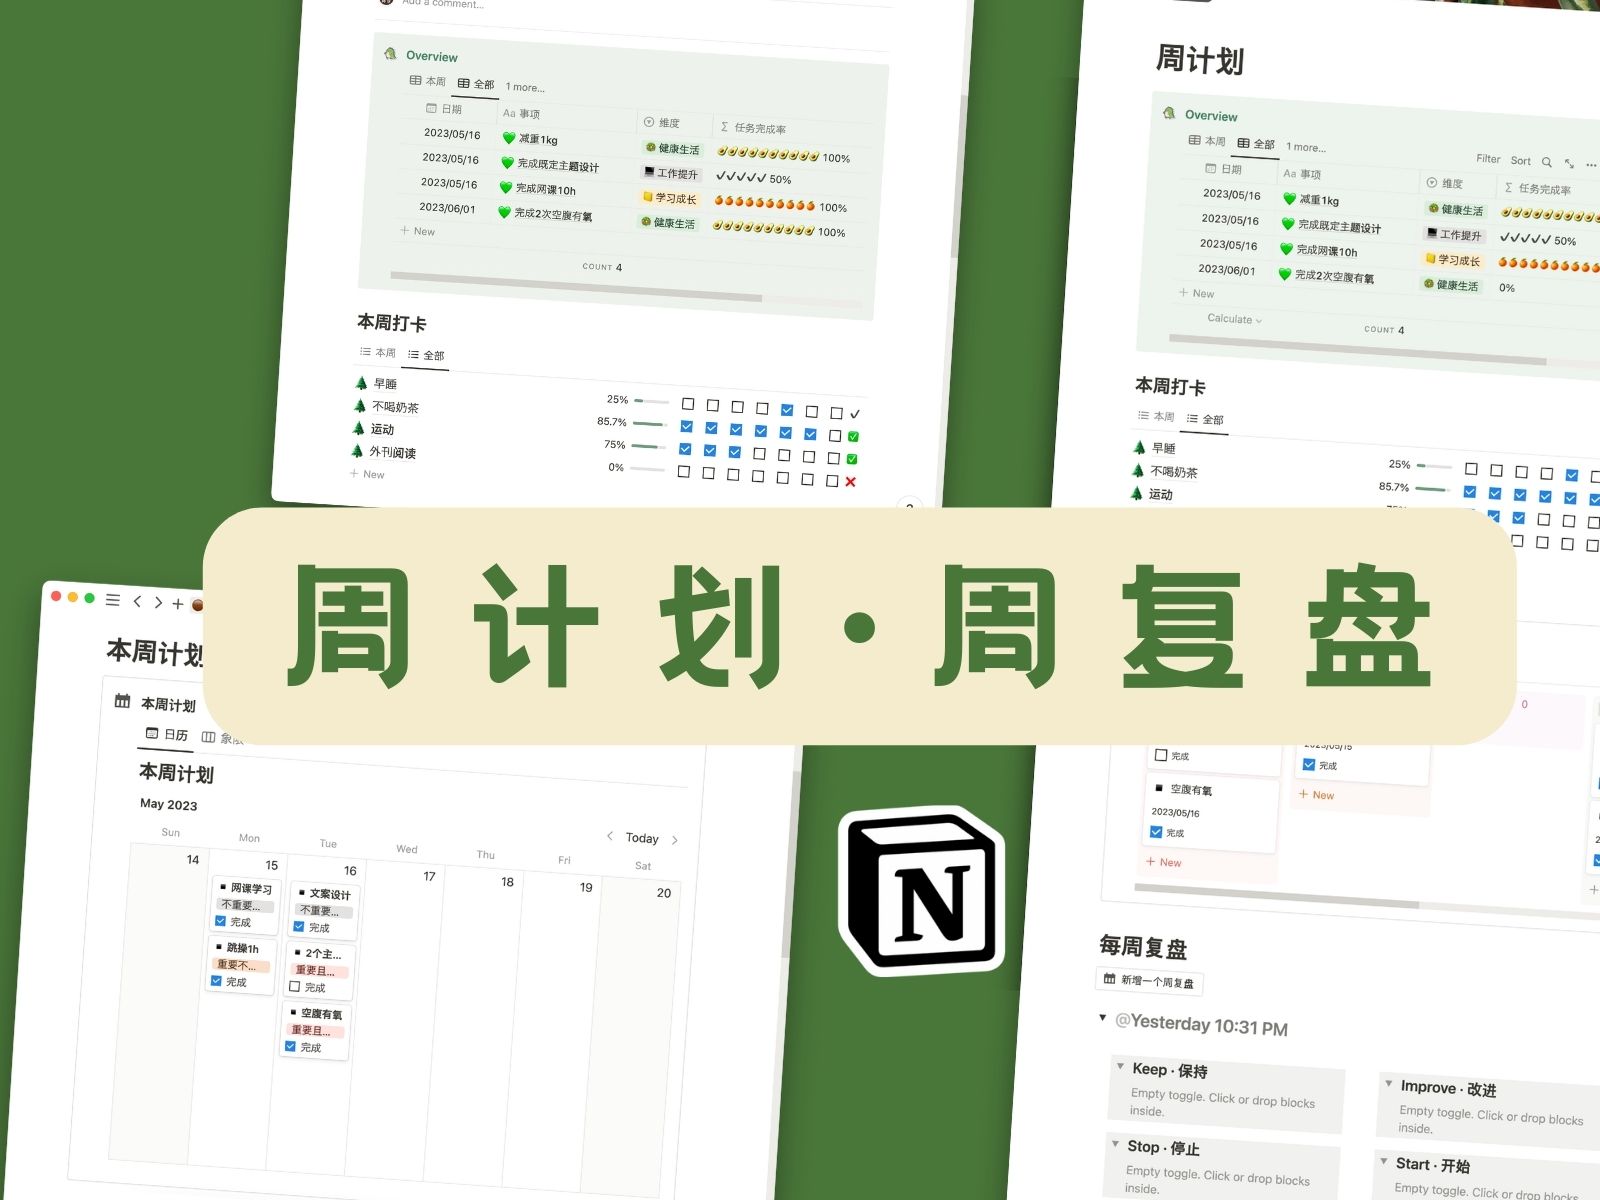 Add a comment...
Overview
本周 全部 1 more...
日期 Aa 事项 维度 Σ 任务完成率
2023/05/16 💚 减重1kg 健康生活 100%
2023/05/16 💚 完成既定主题设计 工作提升 ✓✓✓✓✓ 50%
2023/05/16 💚 完成网课10h 学习成长 100%
2023/06/01 💚 完成2次空腹有氧 健康生活 100%
+ New
COUNT 4
本周打卡
本周 全部
早睡 25%
不喝奶茶 85.7%
运动 75%
外刊阅读 0%
+ New
周计划
Overview
本周 全部 1 more...
Filter Sort
日期 Aa 事项 维度 Σ 任务完成率
2023/05/16 💚 减重1kg 健康生活
2023/05/16 💚 完成既定主题设计 工作提升 ✓✓✓✓✓ 50%
2023/05/16 💚 完成网课10h 学习成长
2023/06/01 💚 完成2次空腹有氧 健康生活 0%
+ New
Calculate
COUNT 4
本周打卡
本周 全部
早睡 25%
不喝奶茶 85.7%
运动
周计划·周复盘
本周计划
本周计划
日历
本周计划
May 2023
Today
Sun Mon Tue Wed Thu Fri Sat
14 15 16 17 18 19 20
网课学习
不重要...
完成
跳操1h
重要不...
完成
文案设计
不重要...
完成
2个主...
重要且...
完成
空腹有氧
重要且...
完成
N
0
完成
空腹有氧
2023/05/16
完成
+ New
2023/05/15
完成
+ New
每周复盘
新增一个周复盘
@Yesterday 10:31 PM
Keep · 保持
Empty toggle. Click or drop blocks
inside.
Improve · 改进
Empty toggle. Click or drop blocks
inside.
Stop · 停止
Empty toggle. Click or drop blocks
inside.
Start · 开始
Empty toggle. Click or drop blocks